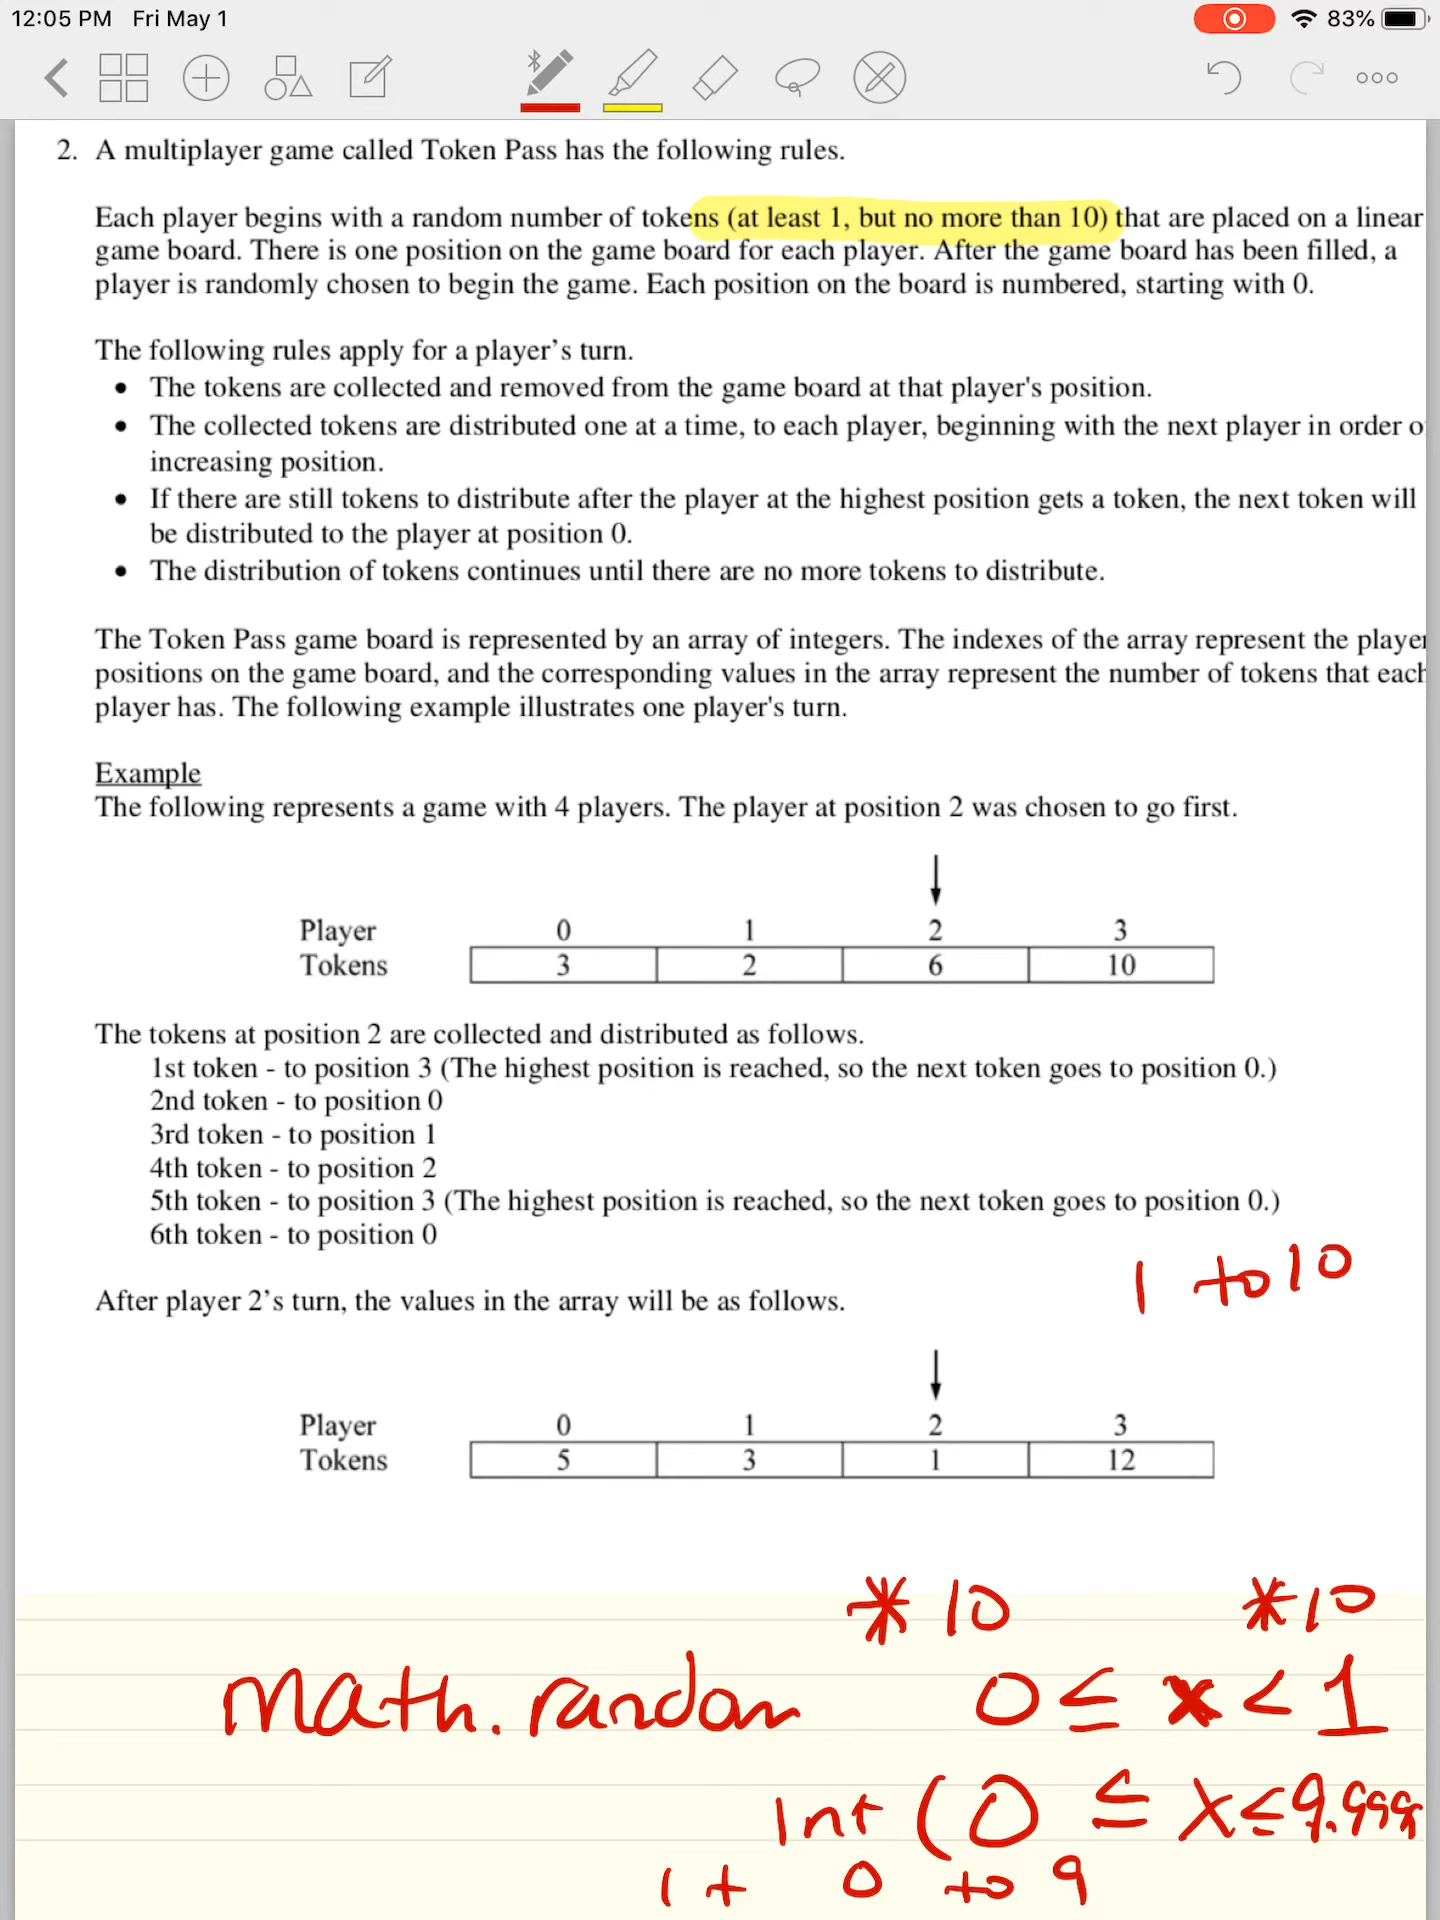 12:05 PM Fri May 1 83%
2. A multiplayer game called Token Pass has the following rules.
Each player begins with a random number of tokens (at least 1, but no more than 10) that are placed on a linear
game board. There is one position on the game board for each player. After the game board has been filled, a
player is randomly chosen to begin the game. Each position on the board is numbered, starting with 0.
The following rules apply for a player's turn.
• The tokens are collected and removed from the game board at that player's position.
• The collected tokens are distributed one at a time, to each player, beginning with the next player in order o
increasing position.
• If there are still tokens to distribute after the player at the highest position gets a token, the next token will
be distributed to the player at position 0.
• The distribution of tokens continues until there are no more tokens to distribute.
The Token Pass game board is represented by an array of integers. The indexes of the array represent the player
positions on the game board, and the corresponding values in the array represent the number of tokens that each
player has. The following example illustrates one player's turn.
Example
The following represents a game with 4 players. The player at position 2 was chosen to go first.
Player 0 1 2 3
Tokens 3 2 6 10
The tokens at position 2 are collected and distributed as follows.
1st token - to position 3 (The highest position is reached, so the next token goes to position 0.)
2nd token - to position 0
3rd token - to position 1
4th token - to position 2
5th token - to position 3 (The highest position is reached, so the next token goes to position 0.)
6th token - to position 0
1 to 10
After player 2's turn, the values in the array will be as follows.
Player 0 1 2 3
Tokens 5 3 1 12
* 10 * 10
Math.random 0 ≤ x < 1
Int ( 0 ≤ x ≤ 9.999
1 + 0 to 9